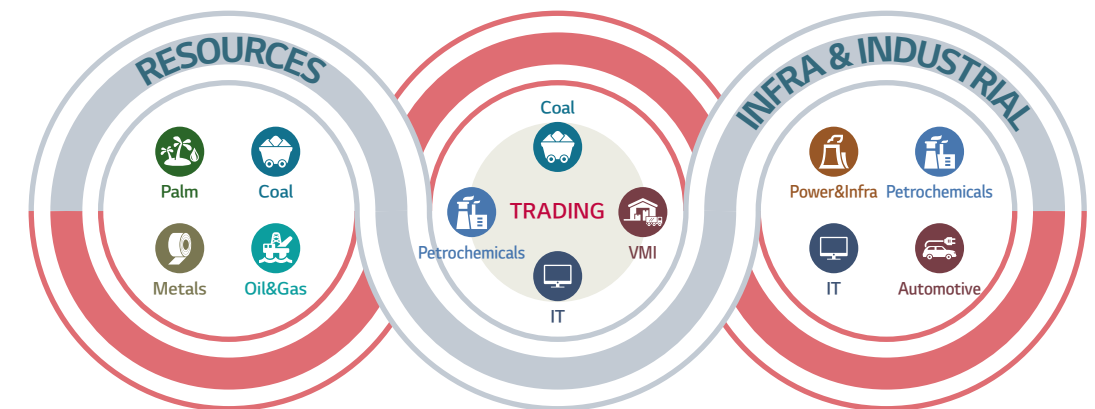 RESOURCES
Palm
Coal
Metals
Oil&Gas
Coal
TRADING
Petrochemicals
VMI
IT
INFRA & INDUSTRIAL
Power&Infra
Petrochemicals
IT
Automotive